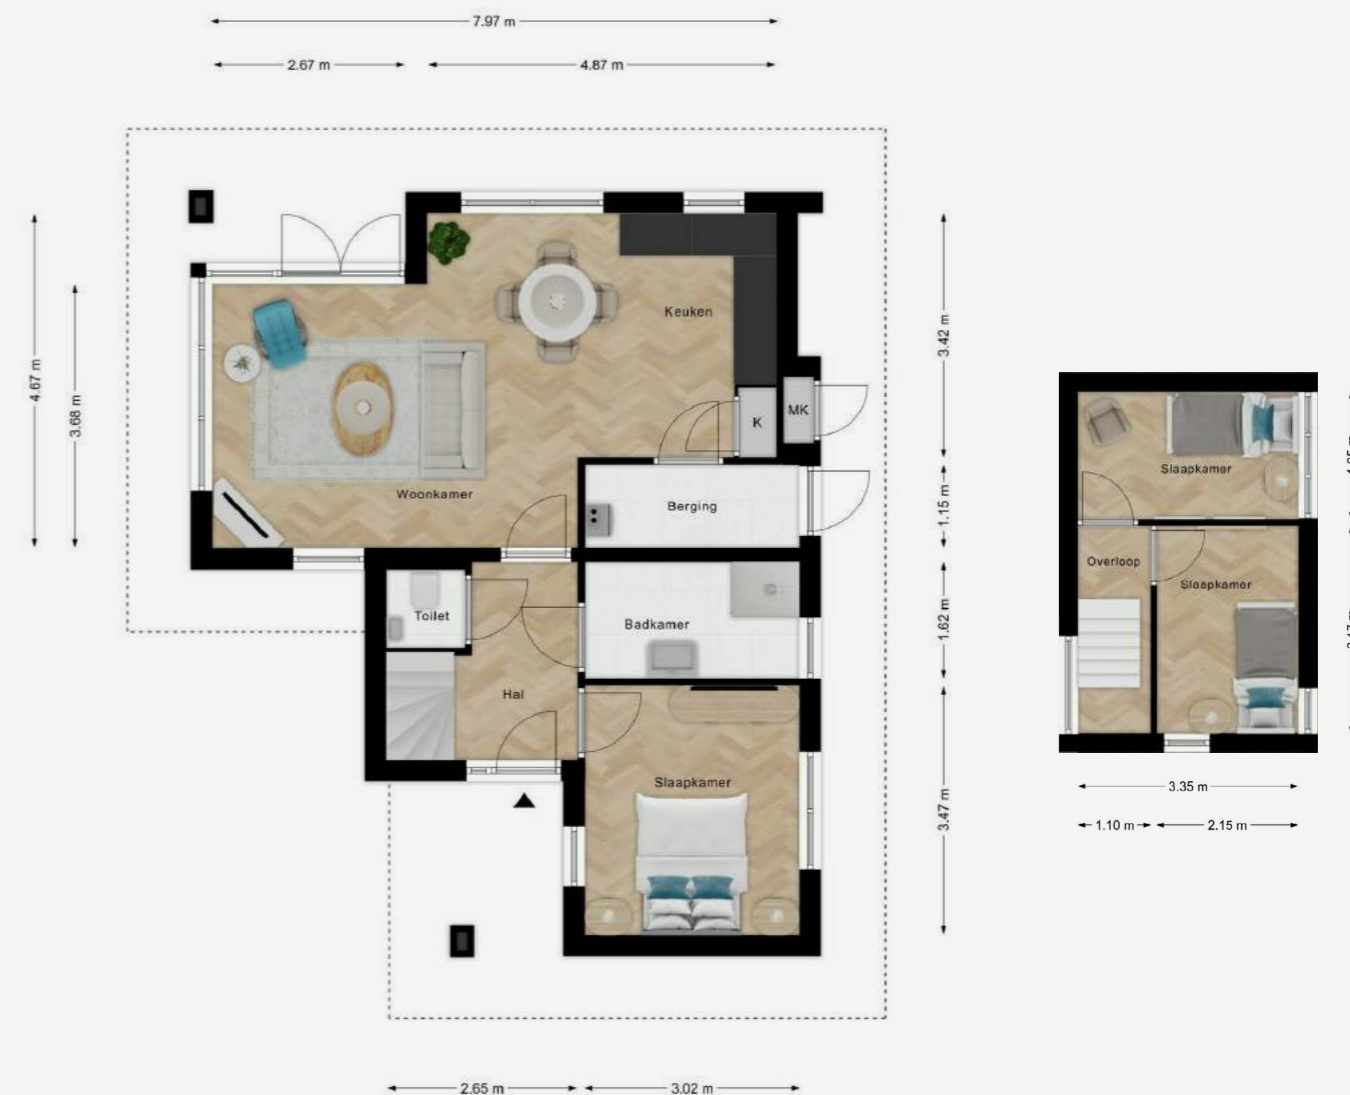 7.97 m
2.67 m
4.87 m
4.67 m
3.68 m
Keuken
3.42 m
K
MK
Woonkamer
Berging
1.15 m
Toilet
Badkamer
1.62 m
Hal
Slaapkamer
3.47 m
2.65 m
3.02 m
Slaapkamer
Overloop
Slaapkamer
3.35 m
1.10 m
2.15 m